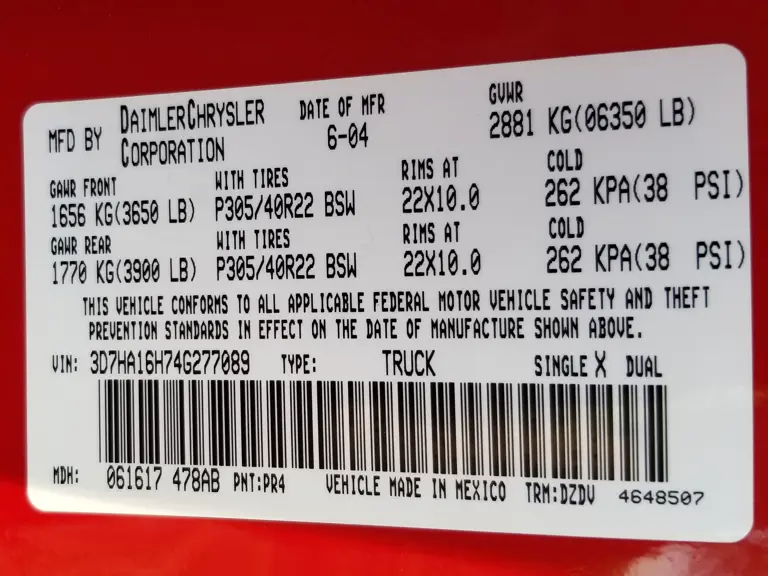 MFD BY DAIMLERCHRYSLER CORPORATION DATE OF MFR 6-04 GVWR 2881 KG(06350 LB)
GAWR FRONT WITH TIRES RIMS AT COLD
1656 KG(3650 LB) P305/40R22 BSW 22X10.0 262 KPA(38 PSI)
GAWR REAR WITH TIRES RIMS AT COLD
1770 KG(3900 LB) P305/40R22 BSW 22X10.0 262 KPA(38 PSI)
THIS VEHICLE CONFORMS TO ALL APPLICABLE FEDERAL MOTOR VEHICLE SAFETY AND THEFT
PREVENTION STANDARDS IN EFFECT ON THE DATE OF MANUFACTURE SHOWN ABOVE.
VIN: 3D7HA16H74G277089 TYPE: TRUCK SINGLE X DUAL
MDH: 061617 478AB PNT:PR4 VEHICLE MADE IN MEXICO TRM:DZDV 4648507